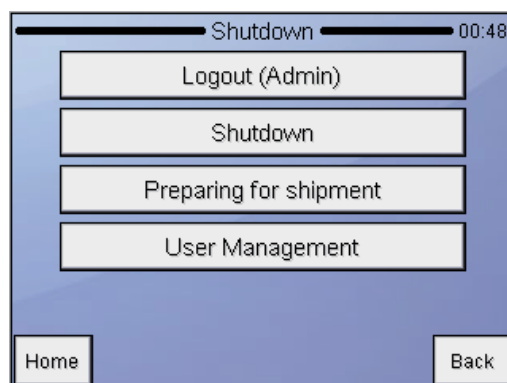 Shutdown 00:48
Logout (Admin)
Shutdown
Preparing for shipment
User Management
Home Back